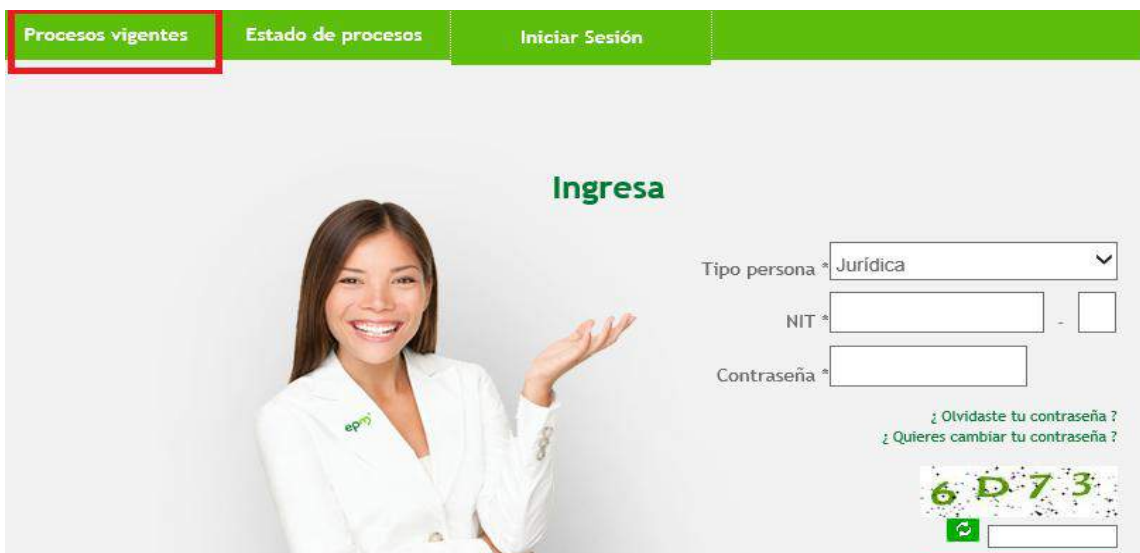 Procesos vigentes
Estado de procesos
Iniciar Sesión
Ingresa
Tipo persona * Jurídica
NIT *
-
Contraseña *
¿ Olvidaste tu contraseña ?
¿ Quieres cambiar tu contraseña ?
epm
6D73